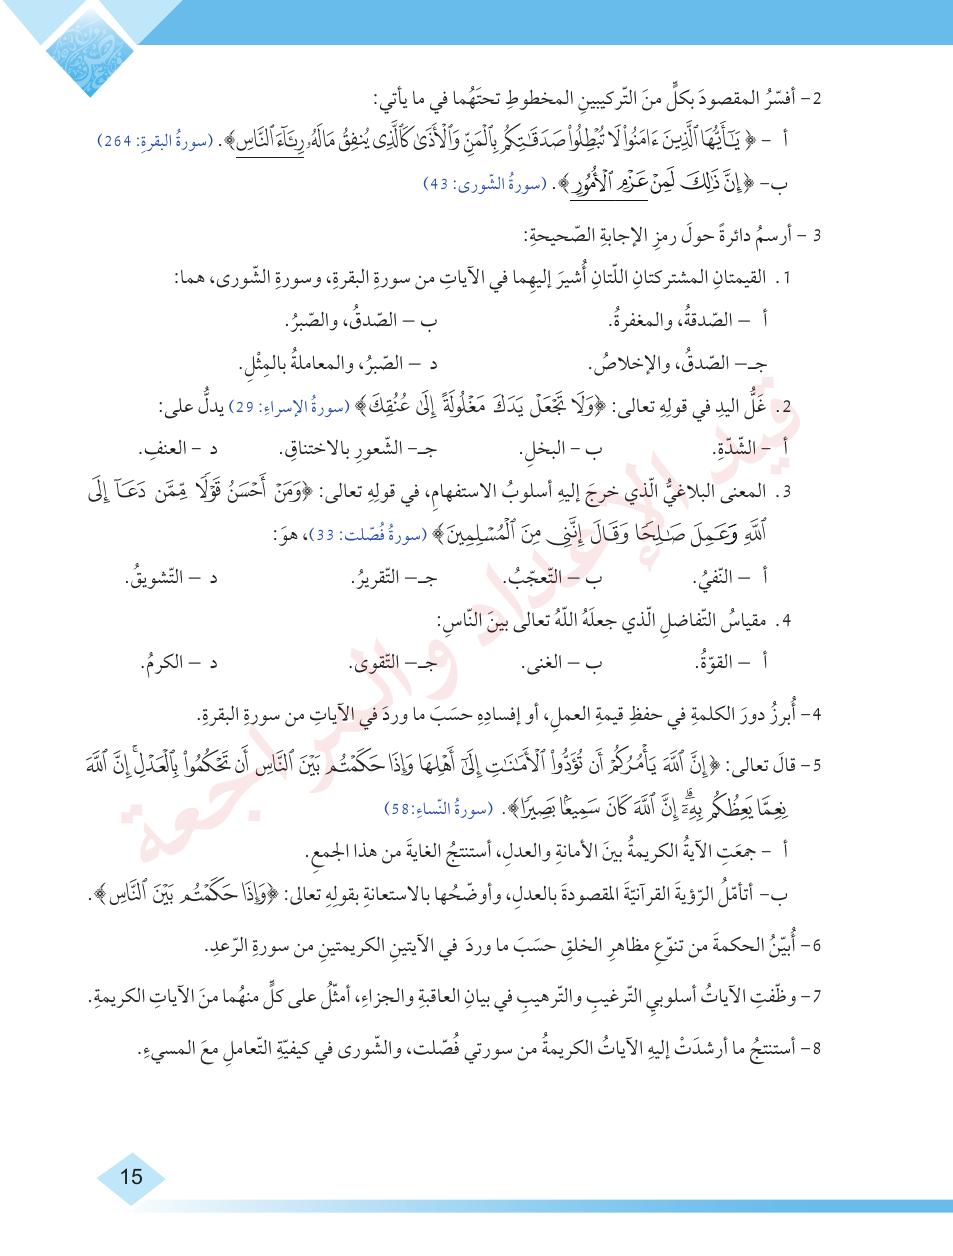 2- أفسّرُ المقصودَ بكلٍّ منَ التّركيبينِ المخطوطِ تحتَهُما في ما يأتي:
أ - ﴿ يَٰٓأَيُّهَا ٱلَّذِينَ ءَامَنُوا۟ لَا تُبْطِلُوا۟ صَدَقَٰتِكُم بِٱلْمَنِّ وَٱلْأَذَىٰ كَٱلَّذِى يُنفِقُ مَالَهُۥ رِئَآءَ ٱلنَّاسِ﴾. (سورةُ البقرةِ: 264)
ب- ﴿إِنَّ ذَٰلِكَ لَمِنْ عَزْمِ ٱلْأُمُورِ﴾. (سورةُ الشّورى: 43)
3 - أرسمُ دائرةً حولَ رمزِ الإجابةِ الصّحيحةِ:
1. القيمتانِ المشتركتانِ اللّتانِ أُشيرَ إليهِما في الآياتِ من سورةِ البقرةِ، وسورةِ الشّورى، هما:
أ – الصّدقةُ، والمغفرةُ. ب – الصّدقُ، والصّبرُ.
جـ– الصّدقُ، والإخلاصُ. د – الصّبرُ، والمعاملةُ بالمِثْلِ.
2. غَلُّ اليدِ في قولِهِ تعالى: ﴿وَلَا تَجْعَلْ يَدَكَ مَغْلُولَةً إِلَىٰ عُنُقِكَ﴾ (سورةُ الإسراءِ: 29) يدلُّ على:
أ - الشّدّةِ. ب - البخلِ. جـ- الشّعورِ بالاختناقِ. د - العنفِ.
3. المعنى البلاغيُّ الّذي خرجَ إليهِ أسلوبُ الاستفهامِ، في قولِهِ تعالى: ﴿وَمَنْ أَحْسَنُ قَوْلًا مِّمَّن دَعَآ إِلَى
ٱللَّهِ وَعَمِلَ صَٰلِحًا وَقَالَ إِنَّنِى مِنَ ٱلْمُسْلِمِينَ﴾ (سورةُ فُصّلت: 33)، هوَ:
أ – النّفيُ. ب – التّعجّبُ. جـ– التّقريرُ. د – التّشويقُ.
4. مقياسُ التّفاضلِ الّذي جعلَهُ اللّهُ تعالى بينَ النّاسِ:
أ – القوّةُ. ب – الغنى. جـ– التّقوى. د – الكرمُ.
4- أُبرزُ دورَ الكلمةِ في حفظِ قيمةِ العملِ، أو إفسادِهِ حسَبَ ما وردَ في الآياتِ من سورةِ البقرةِ.
5- قالَ تعالى: ﴿إِنَّ ٱللَّهَ يَأْمُرُكُمْ أَن تُؤَدُّوا۟ ٱلْأَمَٰنَٰتِ إِلَىٰٓ أَهْلِهَا وَإِذَا حَكَمْتُم بَيْنَ ٱلنَّاسِ أَن تَحْكُمُوا۟ بِٱلْعَدْلِ ۚ إِنَّ ٱللَّهَ
نِعِمَّا يَعِظُكُم بِهِۦٓ ۗ إِنَّ ٱللَّهَ كَانَ سَمِيعًۢا بَصِيرًا﴾. (سورةُ النّساءِ:58)
أ - جمعَتِ الآيةُ الكريمةُ بينَ الأمانةِ والعدلِ، أستنتجُ الغايةَ من هذا الجمعِ.
ب- أتأمّلُ الرّؤيةَ القرآنيّةَ المقصودةَ بالعدلِ، وأوضّحُها بالاستعانةِ بقولِهِ تعالى: ﴿وَإِذَا حَكَمْتُم بَيْنَ ٱلنَّاسِ﴾.
6- أُبيّنُ الحكمةَ من تنوّعِ مظاهرِ الخلقِ حسَبَ ما وردَ في الآيتينِ الكريمتينِ من سورةِ الرّعدِ.
7- وظّفتِ الآياتُ أسلوبيِ التّرغيبِ والتّرهيبِ في بيانِ العاقبةِ والجزاءِ، أمثّلُ على كلٍّ منهُما منَ الآياتِ الكريمةِ.
8- أستنتجُ ما أرشدَتْ إليهِ الآياتُ الكريمةُ من سورتي فُصّلت، والشّورى في كيفيّةِ التّعاملِ معَ المسيءِ.
قيد الإعداد والمراجعة
15